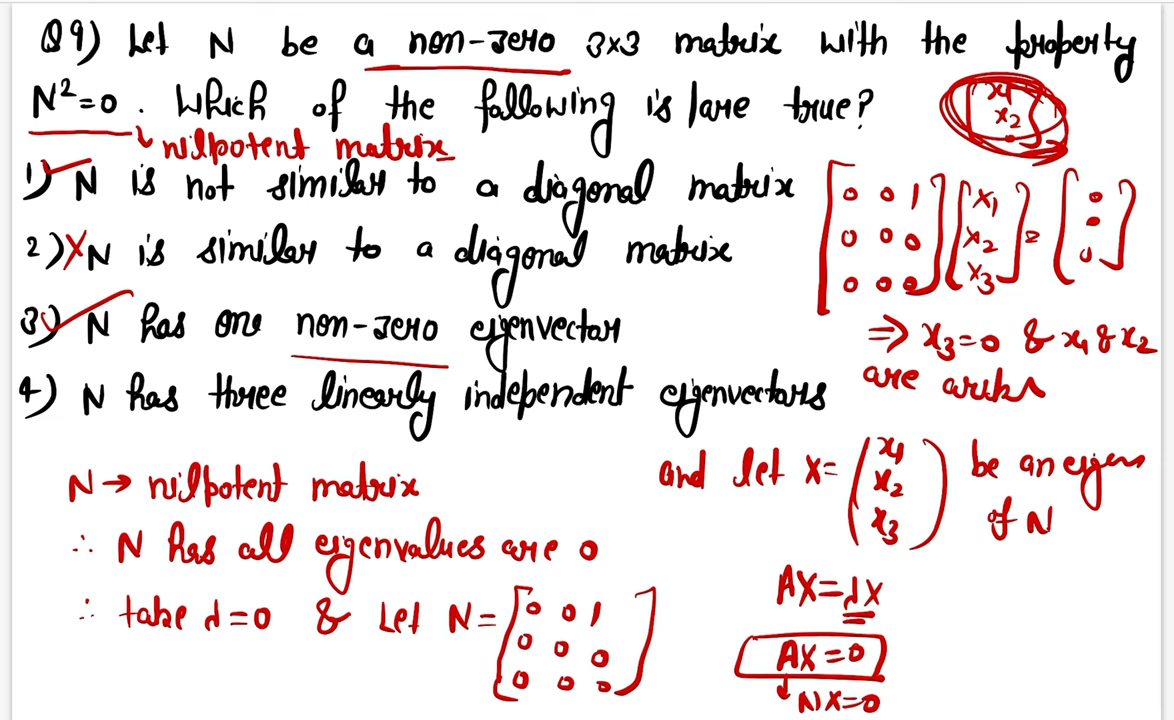 Q9) Let N be a non-zero 3x3 matrix with the property
N²=0. Which of the following is/are true?
↳ nilpotent matrix
1) ✓ N is not similar to a diagonal matrix
2) X N is similar to a diagonal matrix
3) ✓ N has one non-zero eigenvector
4) N has three linearly independent eigenvectors
x1
x2
[0 0 1] [x1] = [0]
[0 0 0] [x2] [0]
[0 0 0] [x3] [0]
⇒ x3=0 & x1 & x2
are
N → nilpotent matrix
∴ N has all eigenvalues are 0
∴ take λ=0 & Let N= [0 0 1]
[0 0 0]
[0 0 0]
and let X= (x1) be an eigen
(x2) of N
(x3)
AX=λX
AX=0
↳ NX=0